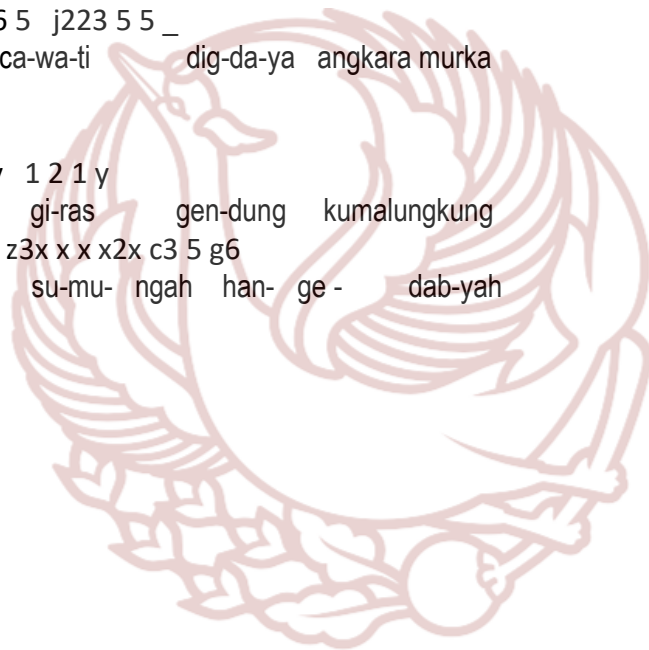 5 5 j223 5 5 _
ca-wa-ti dig-da-ya angkara murka
1 2 1 y
gi-ras gen-dung kumalungkung
z3x x x x2x c3 5 g6
su-mu- ngah han- ge - dab-yah